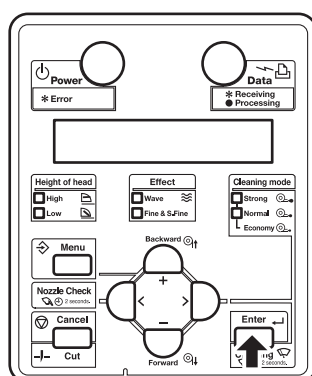 Power
Data
* Error
* Receiving
● Processing
Height of head
High
Low
Effect
Wave
Fine & S.Fine
Cleaning mode
Strong
Normal
Economy
Menu
Backward
+
< >
−
Forward
Nozzle Check
2 seconds.
Cancel
Cut
Enter
2 seconds.